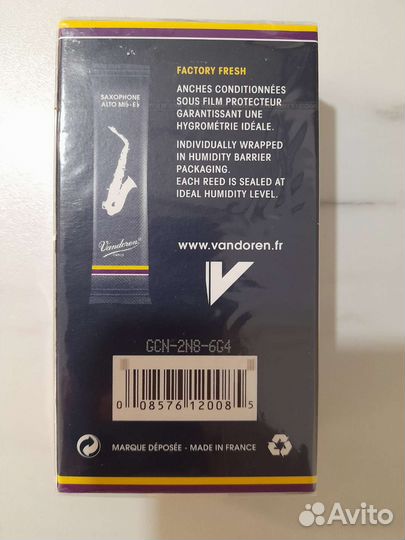 SAXOPHONE
ALTO MIb-Eb
Vandoren
PARIS
FACTORY FRESH
ANCHES CONDITIONNÉES
SOUS FILM PROTECTEUR
GARANTISSANT UNE
HYGROMÉTRIE IDÉALE.
INDIVIDUALLY WRAPPED
IN HUMIDITY BARRIER
PACKAGING.
EACH REED IS SEALED AT
IDEAL HUMIDITY LEVEL.
www.vandoren.fr
GCN-2N8-6G4
0 08576 12008 5
MARQUE DÉPOSÉE - MADE IN FRANCE
Avito